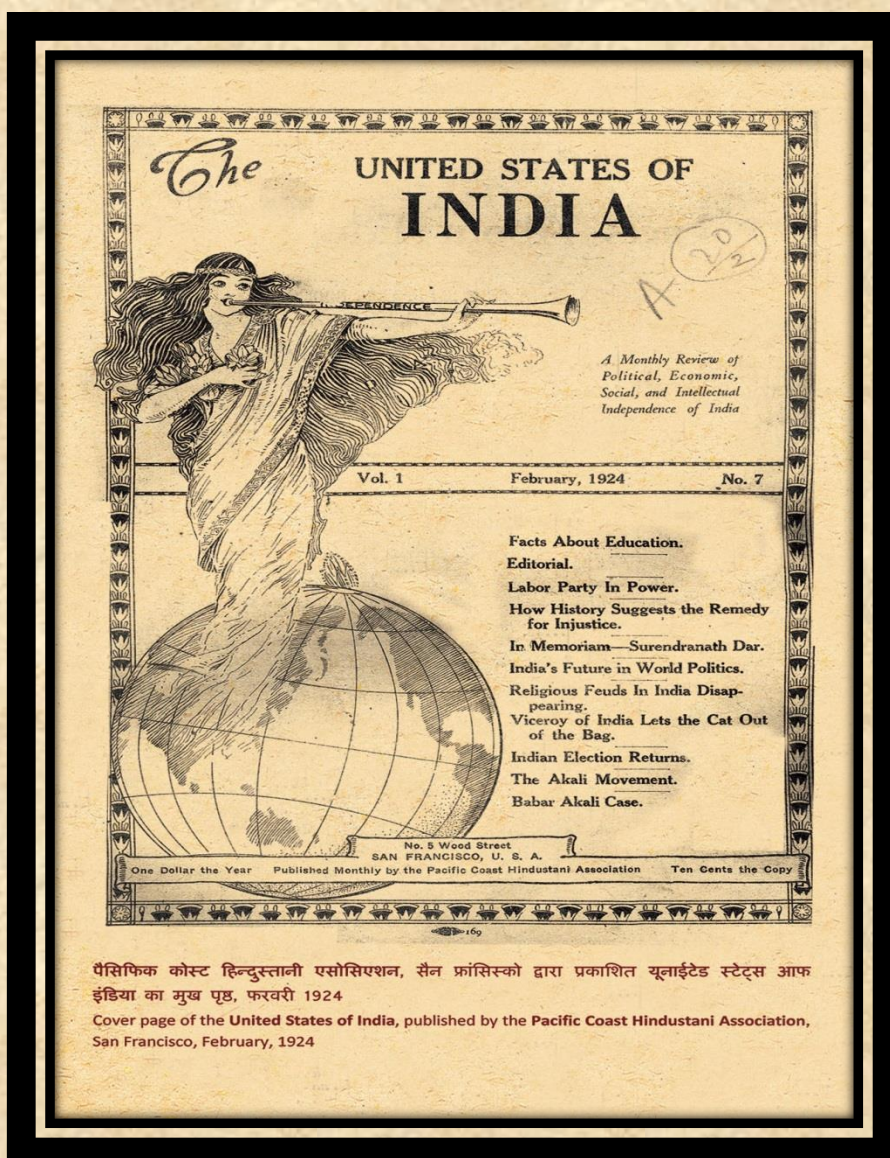 The
UNITED STATES OF
INDIA
A 20/2
DEPENDENCE
A Monthly Review of
Political, Economic,
Social, and Intellectual
Independence of India
Vol. 1 February, 1924 No. 7
Facts About Education.
Editorial.
Labor Party In Power.
How History Suggests the Remedy
for Injustice.
In Memoriam—Surendranath Dar.
India's Future in World Politics.
Religious Feuds In India Disap-
pearing.
Viceroy of India Lets the Cat Out
of the Bag.
Indian Election Returns.
The Akali Movement.
Babar Akali Case.
No. 5 Wood Street
SAN FRANCISCO, U. S. A.
One Dollar the Year Published Monthly by the Pacific Coast Hindustani Association Ten Cents the Copy
169
पैसिफिक कोस्ट हिन्दुस्तानी एसोसिएशन, सैन फ्रांसिस्को द्वारा प्रकाशित यूनाईटेड स्टेट्स आफ
इंडिया का मुख पृष्ठ, फरवरी 1924
Cover page of the United States of India, published by the Pacific Coast Hindustani Association,
San Francisco, February, 1924